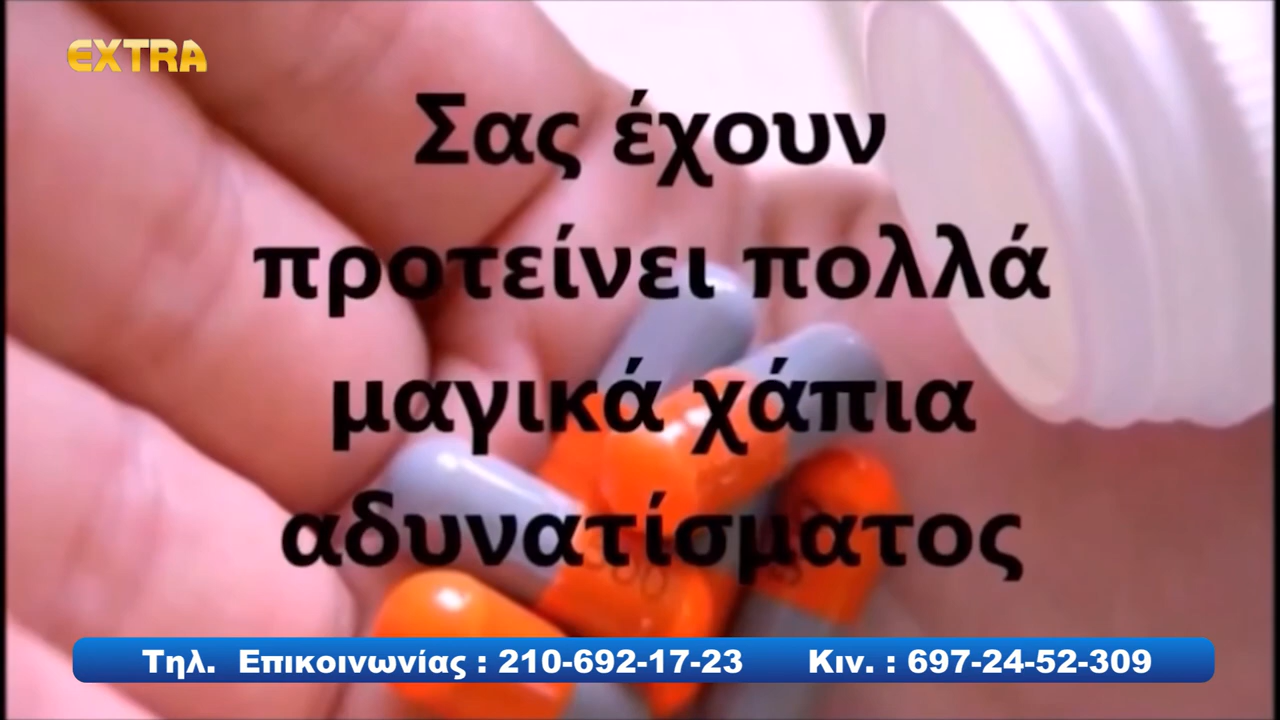 EXTRA
Σας έχουν
προτείνει πολλά
μαγικά χάπια
αδυνατίσματος
Τηλ. Επικοινωνίας : 210-692-17-23 Κιν. : 697-24-52-309